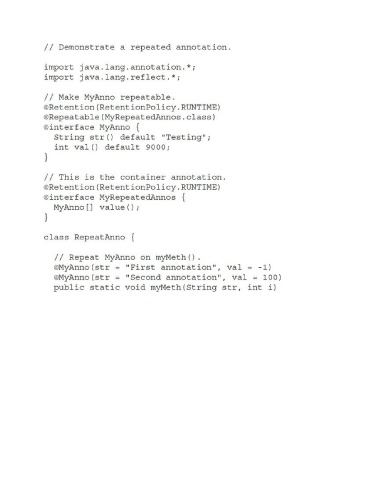 // Demonstrate a repeated annotation.
import java.lang.annotation.*;
import java.lang.reflect.*;
// Make MyAnno repeatable.
@Retention(RetentionPolicy.RUNTIME)
@Repeatable(MyRepeatedAnnos.class)
@interface MyAnno {
  String str() default "Testing";
  int val() default 9000;
}
// This is the container annotation.
@Retention(RetentionPolicy.RUNTIME)
@interface MyRepeatedAnnos {
  MyAnno[] value();
}
class RepeatAnno {
  // Repeat MyAnno on myMeth().
  @MyAnno(str = "First annotation", val = -1)
  @MyAnno(str = "Second annotation", val = 100)
  public static void myMeth(String str, int i)